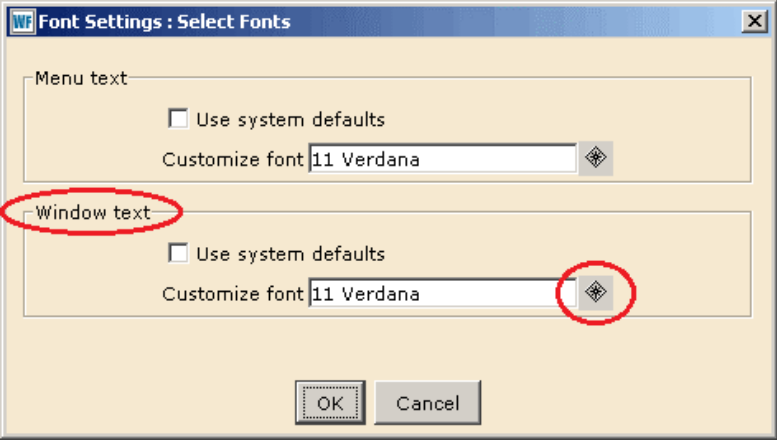 WF Font Settings : Select Fonts
Menu text
Use system defaults
Customize font 11 Verdana
Window text
Use system defaults
Customize font 11 Verdana
OK Cancel